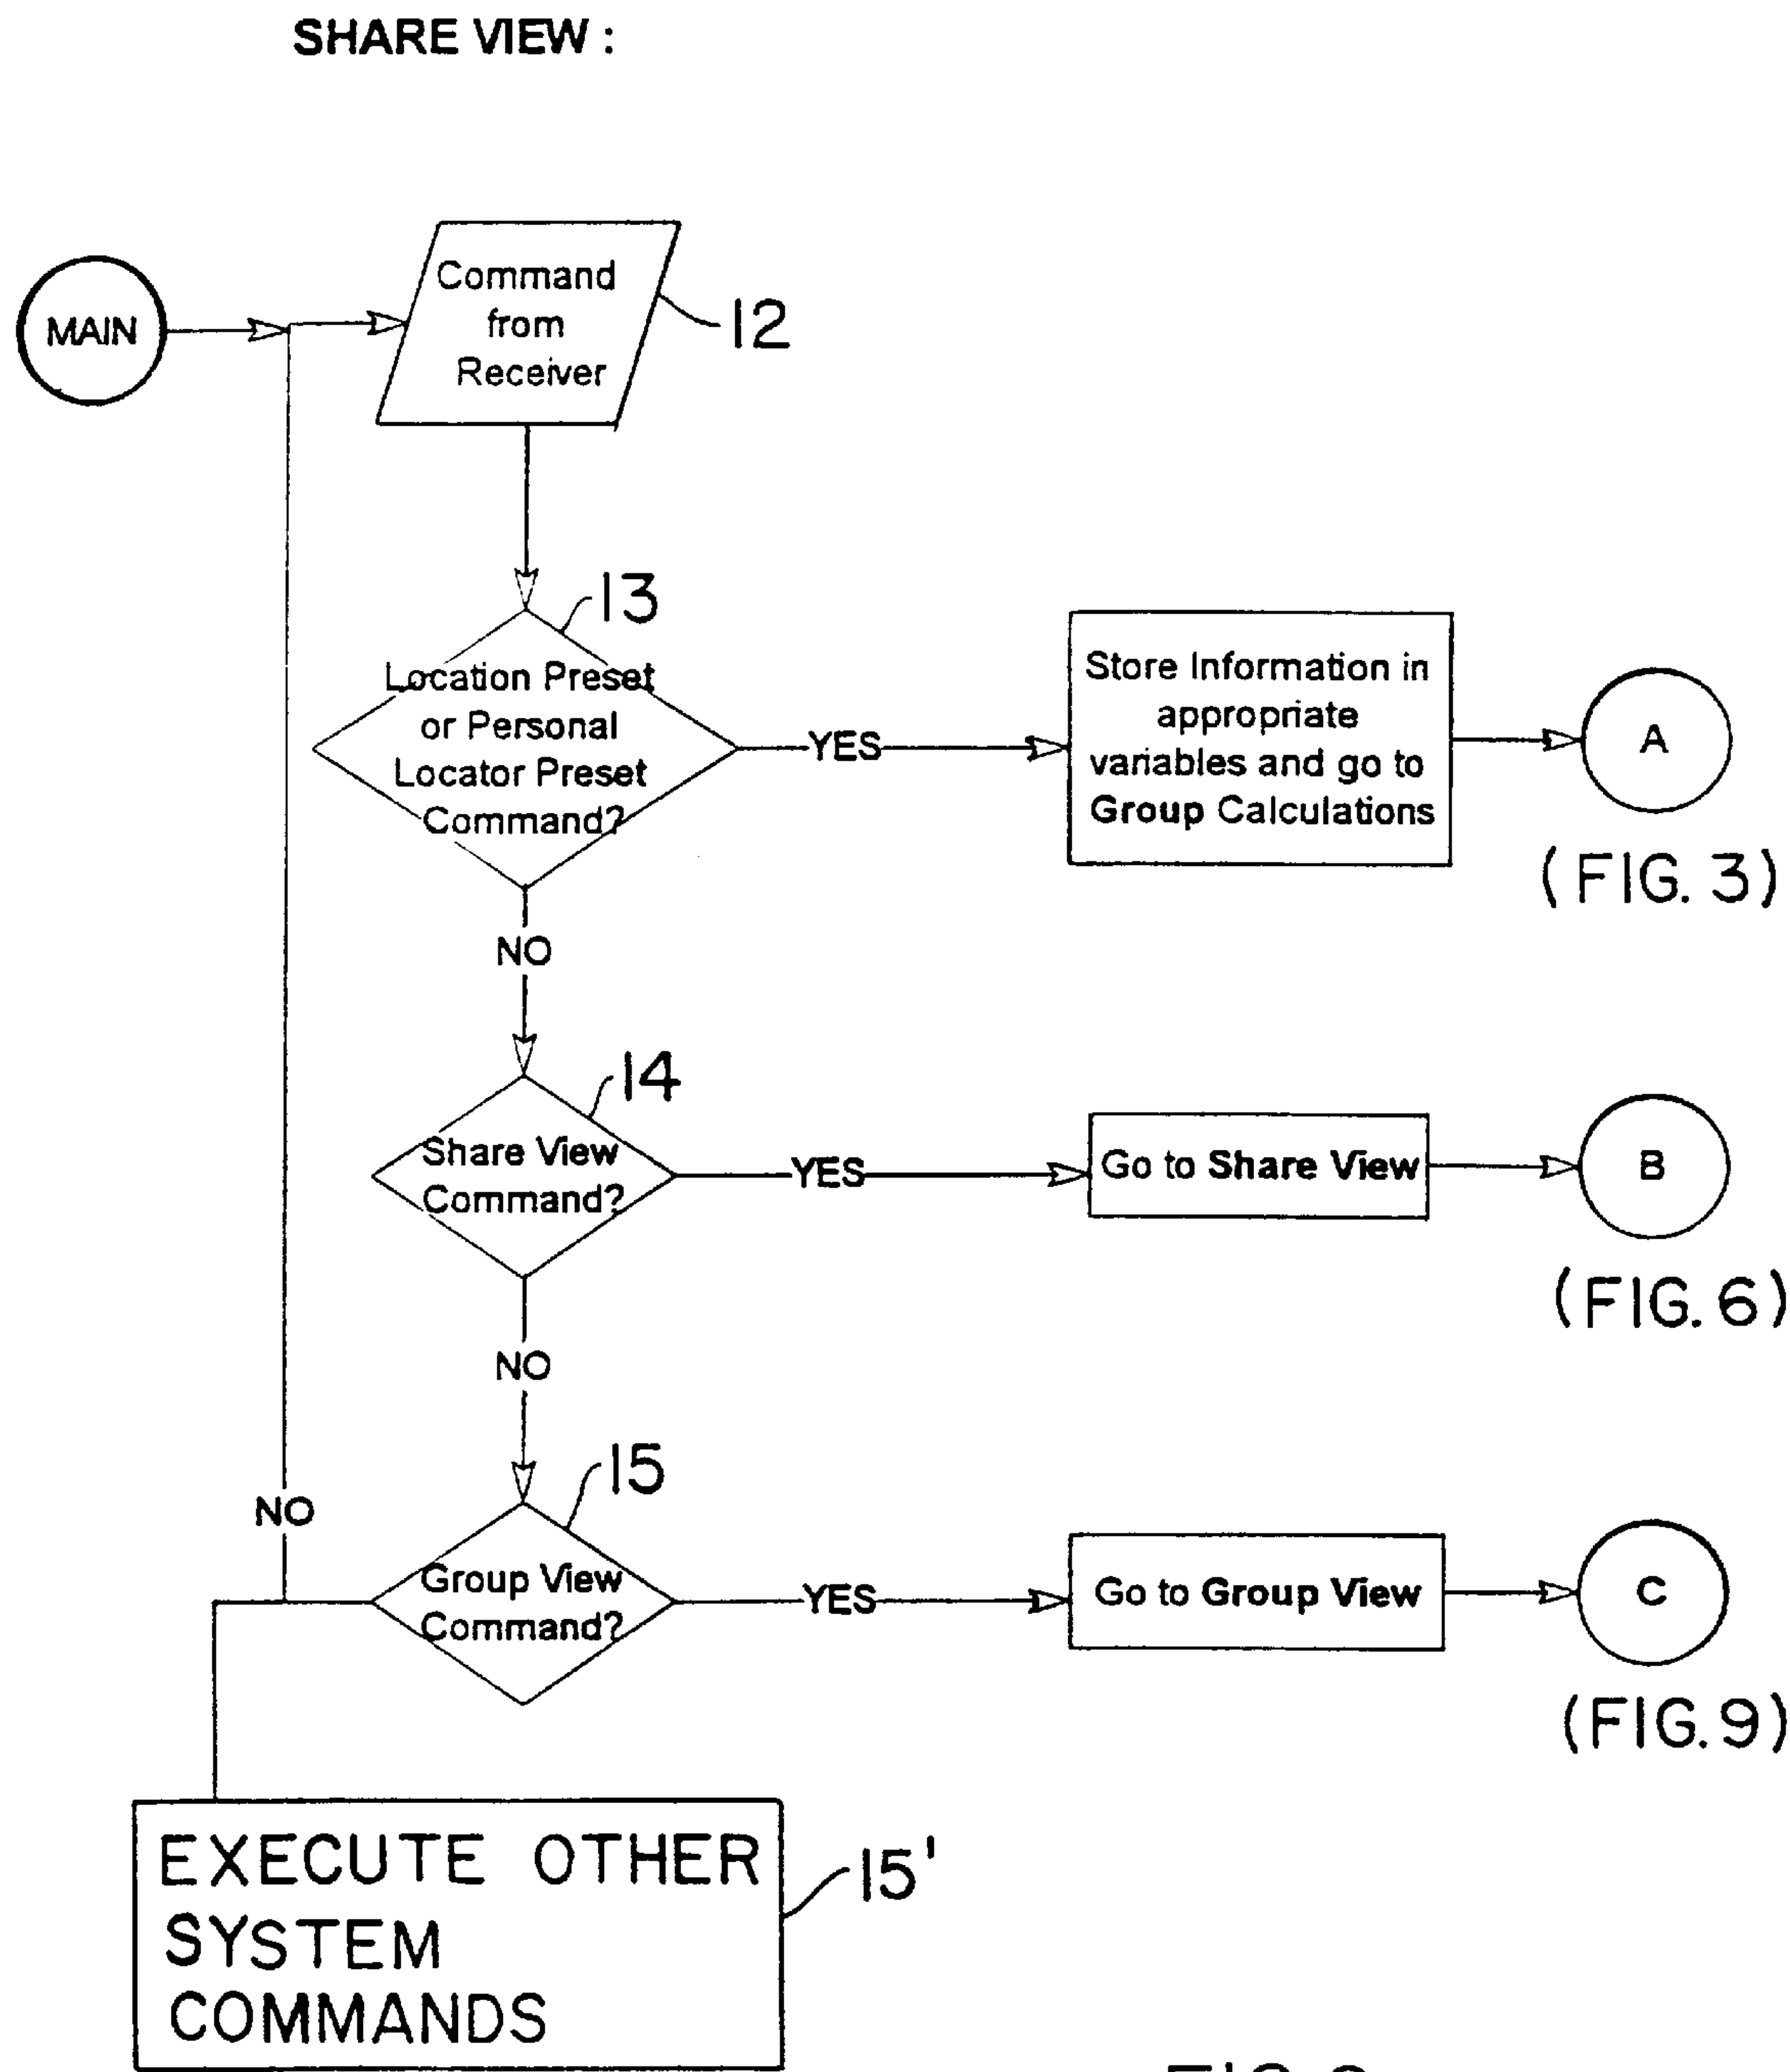 SHARE VIEW :
MAIN
Command
from
Receiver
12
13
Location Preset
or Personal
Locator Preset
Command?
YES
Store Information in
appropriate
variables and go to
Group Calculations
A
(FIG. 3)
NO
14
Share View
Command?
YES
Go to Share View
B
(FIG. 6)
NO
15
NO
Group View
Command?
YES
Go to Group View
C
(FIG. 9)
EXECUTE OTHER
SYSTEM
COMMANDS
15'